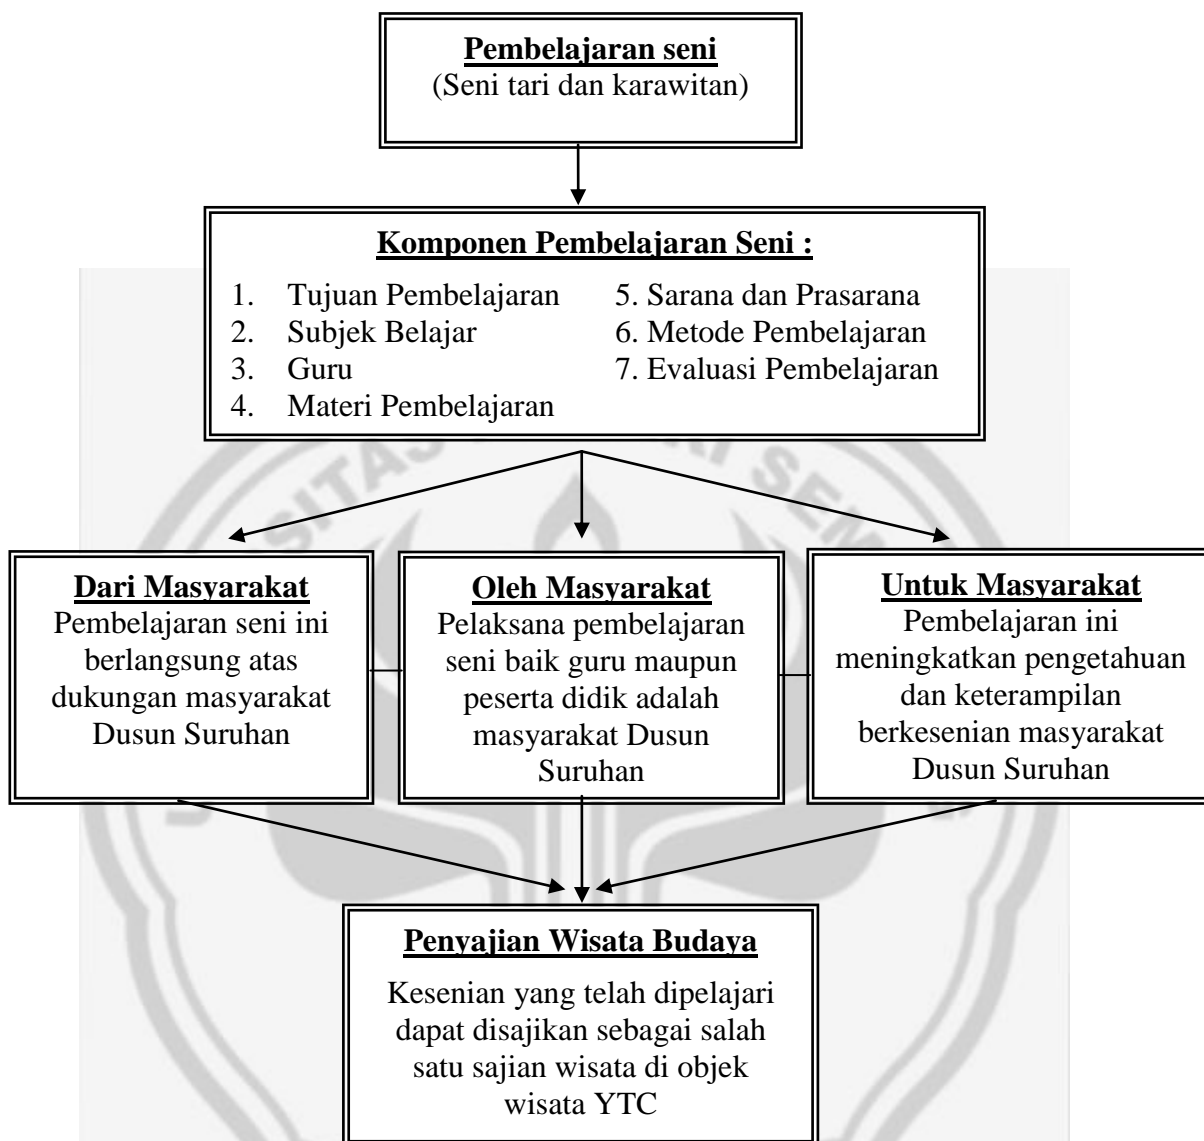 Pembelajaran seni
(Seni tari dan karawitan)
Komponen Pembelajaran Seni :
1. Tujuan Pembelajaran
2. Subjek Belajar
3. Guru
4. Materi Pembelajaran
5. Sarana dan Prasarana
6. Metode Pembelajaran
7. Evaluasi Pembelajaran
Dari Masyarakat
Pembelajaran seni ini
berlangsung atas
dukungan masyarakat
Dusun Suruhan
Oleh Masyarakat
Pelaksana pembelajaran
seni baik guru maupun
peserta didik adalah
masyarakat Dusun
Suruhan
Untuk Masyarakat
Pembelajaran ini
meningkatkan pengetahuan
dan keterampilan
berkesenian masyarakat
Dusun Suruhan
Penyajian Wisata Budaya
Kesenian yang telah dipelajari
dapat disajikan sebagai salah
satu sajian wisata di objek
wisata YTC